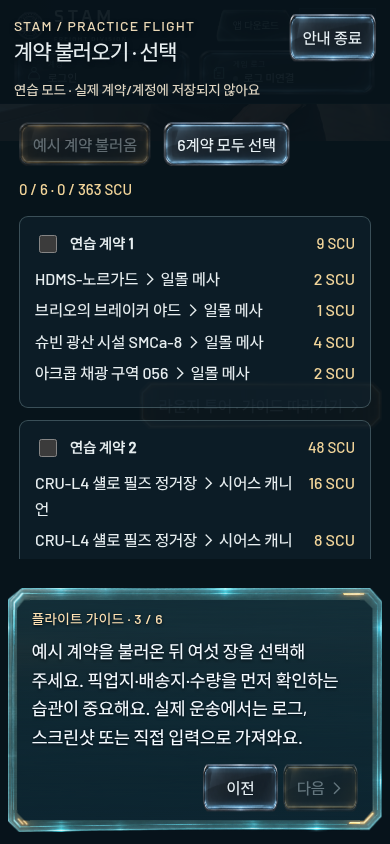 STAM / PRACTICE FLIGHT
계약 불러오기 · 선택
안내 종료
연습 모드 · 실제 계약/계정에 저장되지 않아요
예시 계약 불러옴
6계약 모두 선택
0 / 6 · 0 / 363 SCU
연습 계약 1 9 SCU
HDMS-노르가드 > 일몰 메사 2 SCU
브리오의 브레이커 야드 > 일몰 메사 1 SCU
슈빈 광산 시설 SMCa-8 > 일몰 메사 4 SCU
아크콥 채광 구역 056 > 일몰 메사 2 SCU
연습 계약 2 48 SCU
CRU-L4 섈로 필즈 정거장 > 시어스 캐니 16 SCU
언
CRU-L4 섈로 필즈 정거장 > 시어스 캐니 8 SCU
플라이트 가이드 · 3 / 6
예시 계약을 불러온 뒤 여섯 장을 선택해
주세요. 픽업지·배송지·수량을 먼저 확인하는
습관이 중요해요. 실제 운송에서는 로그,
스크린샷 또는 직접 입력으로 가져와요.
이전
다음 >